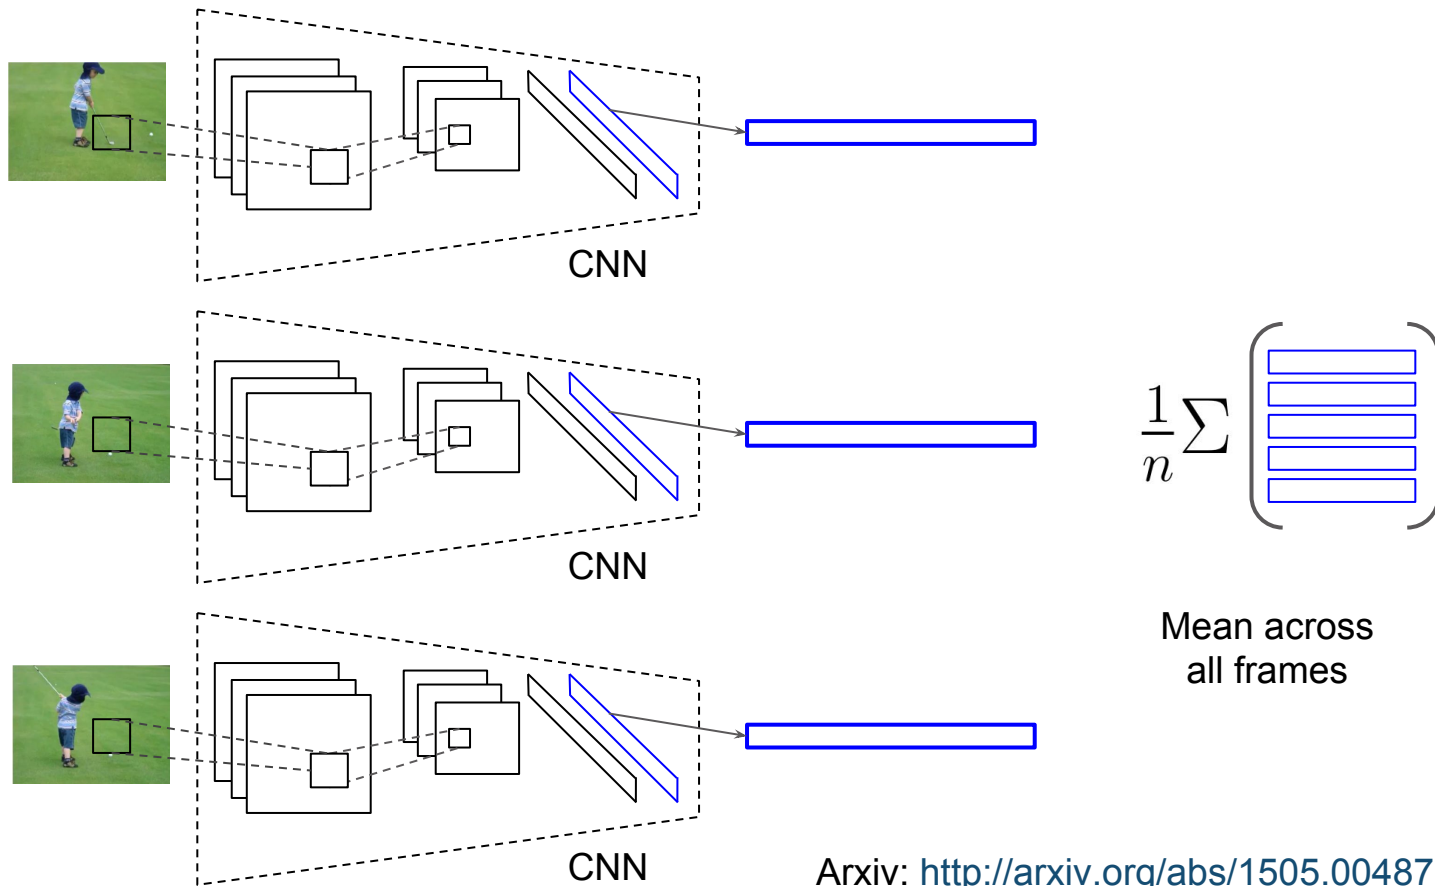 CNN
CNN
1/n ∑
Mean across
all frames
CNN
Arxiv: http://arxiv.org/abs/1505.00487